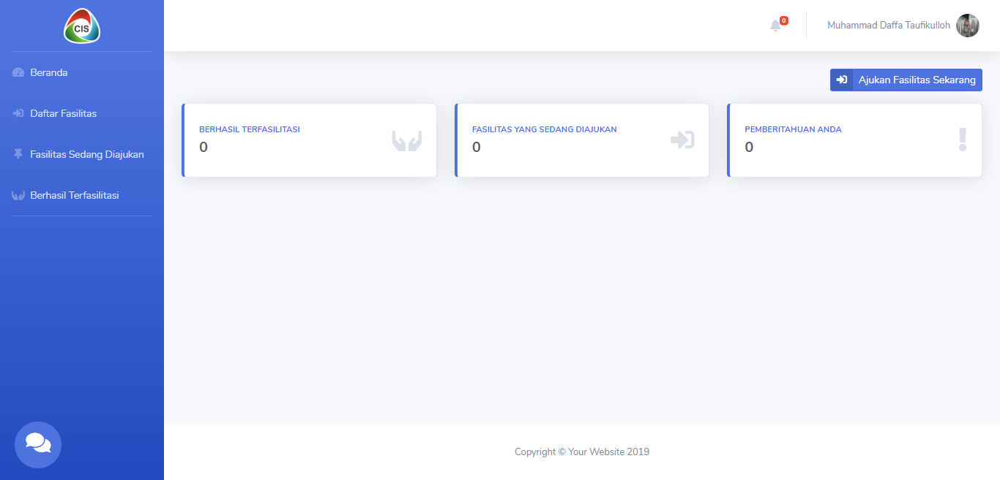 CIS
Beranda
Daftar Fasilitas
Fasilitas Sedang Diajukan
Berhasil Terfasilitasi
0
Muhammad Daffa Taufikulloh
Ajukan Fasilitas Sekarang
BERHASIL TERFASILITASI
0
FASILITAS YANG SEDANG DIAJUKAN
0
PEMBERITAHUAN ANDA
0
Copyright © Your Website 2019